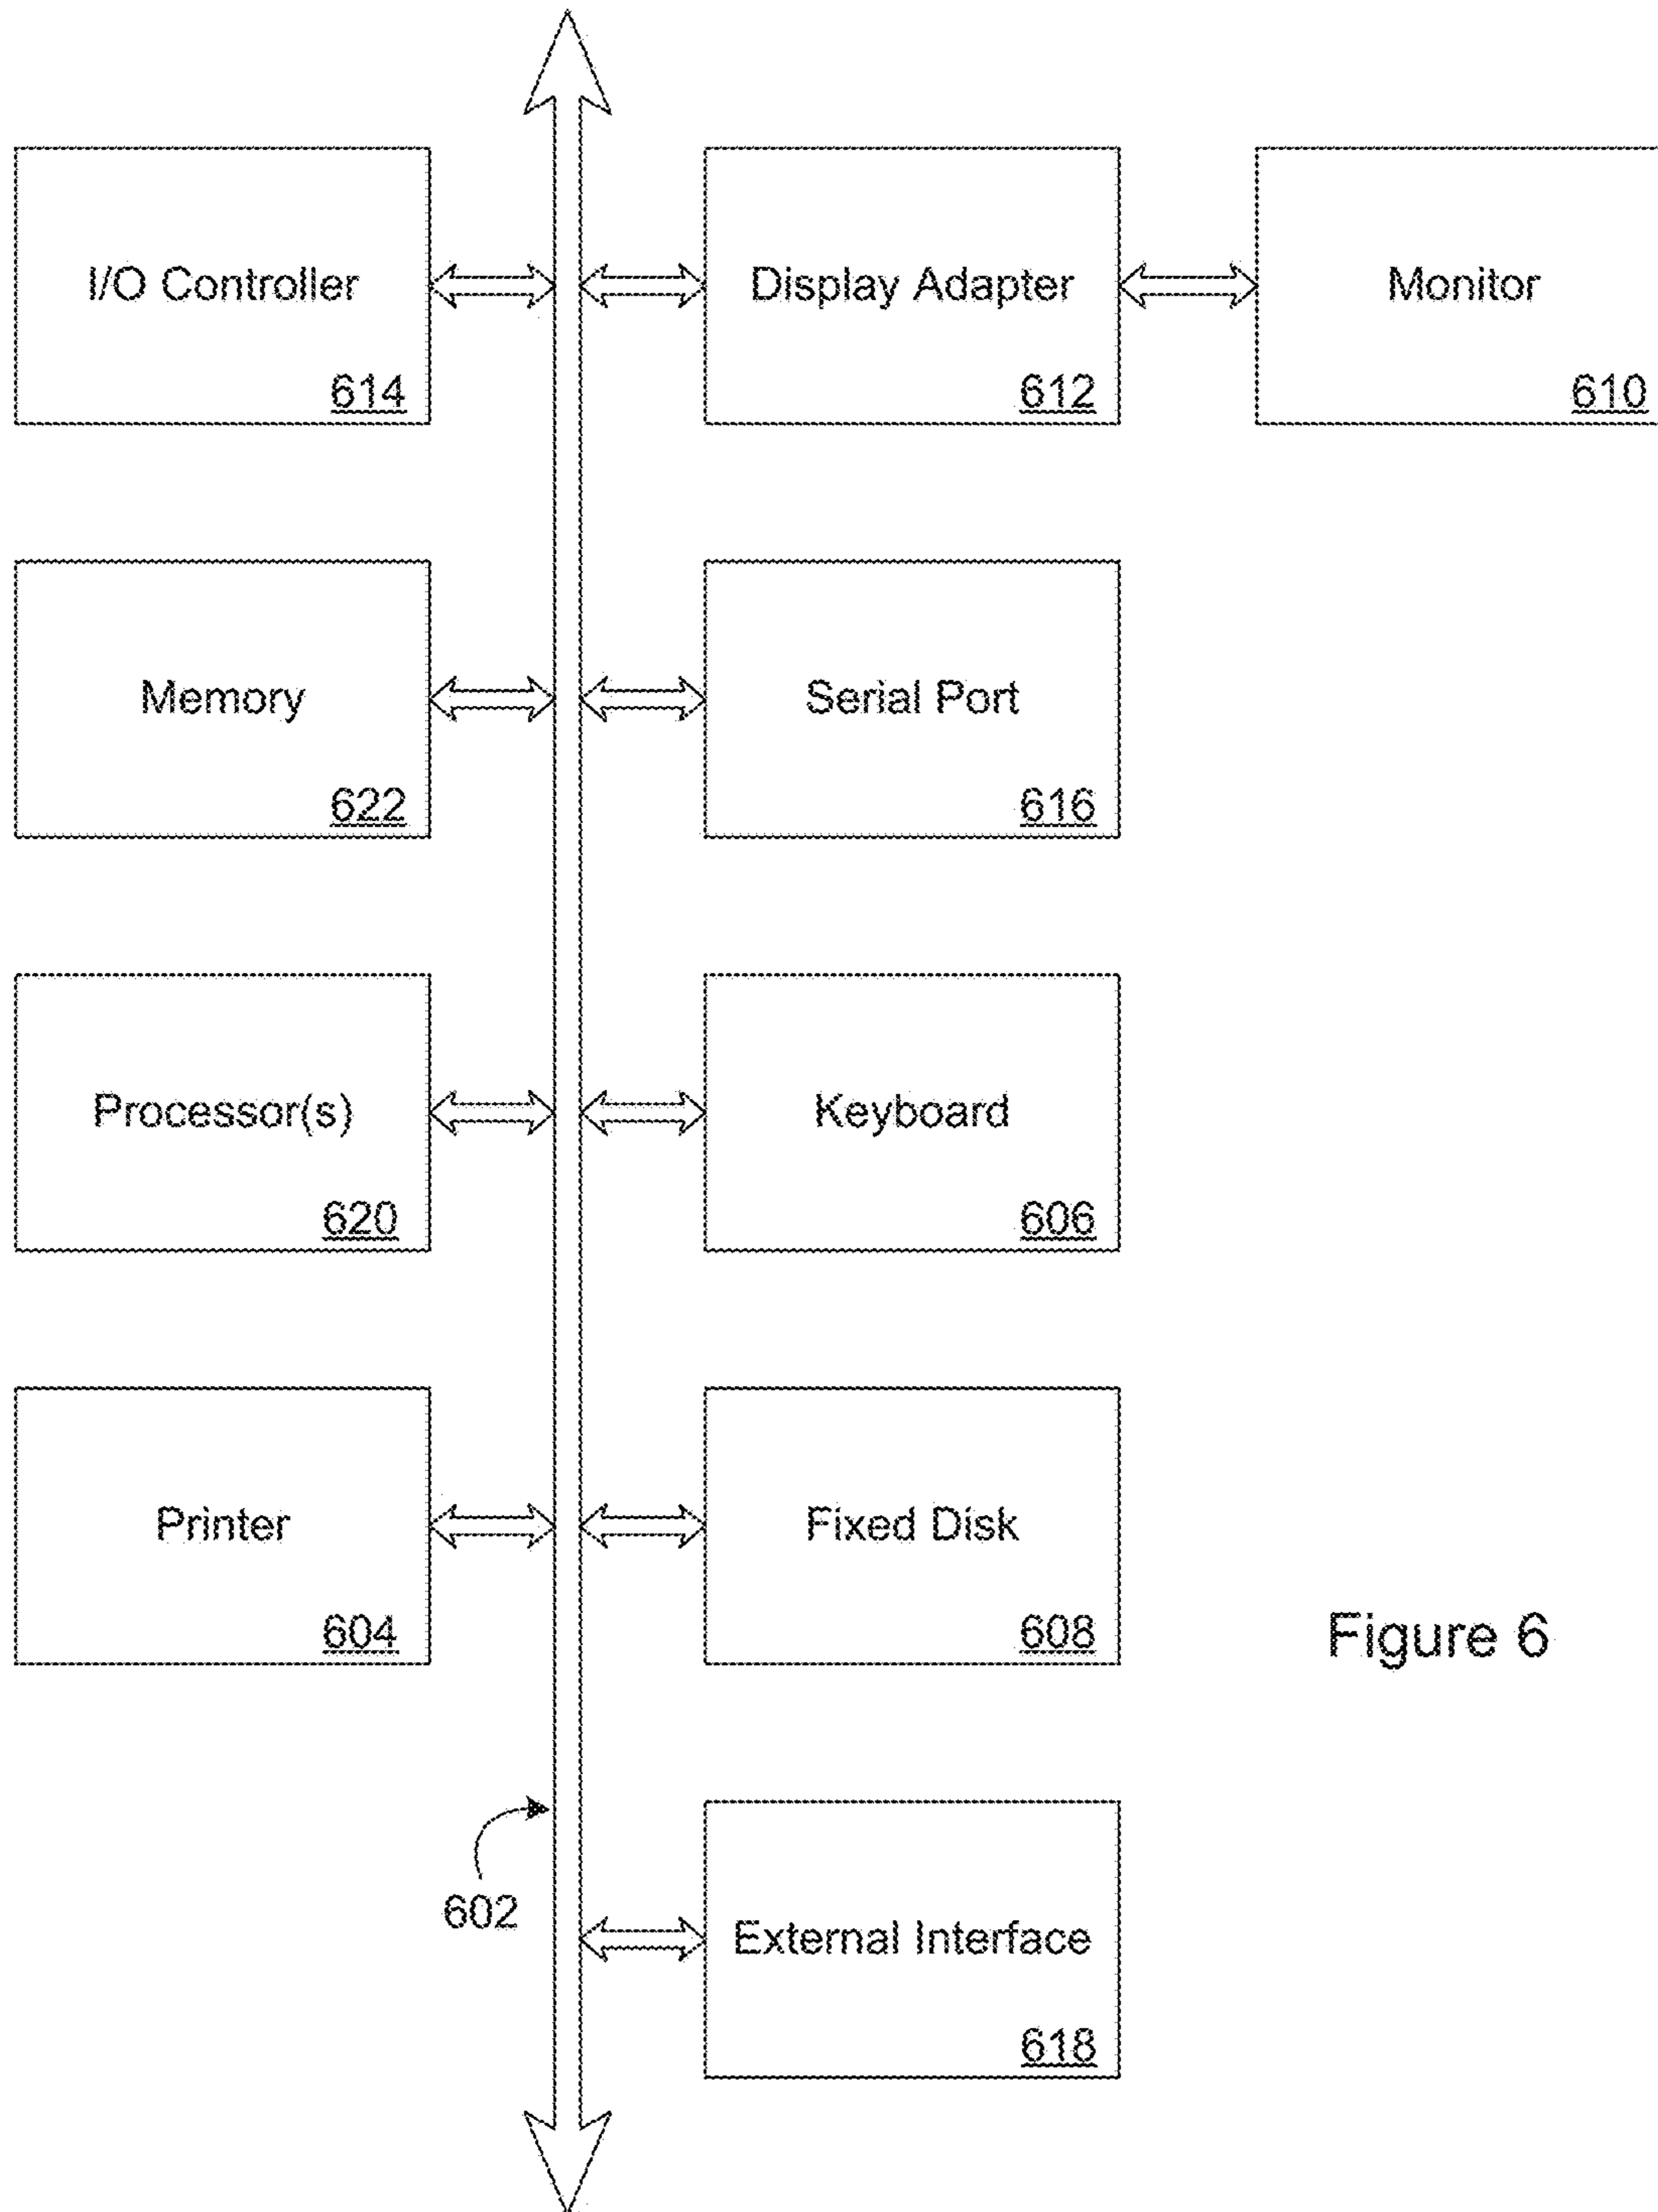 I/O Controller
614
Display Adapter
612
Monitor
610
Memory
622
Serial Port
616
Processor(s)
620
Keyboard
606
Printer
604
Fixed Disk
608
Figure 6
602
External Interface
618